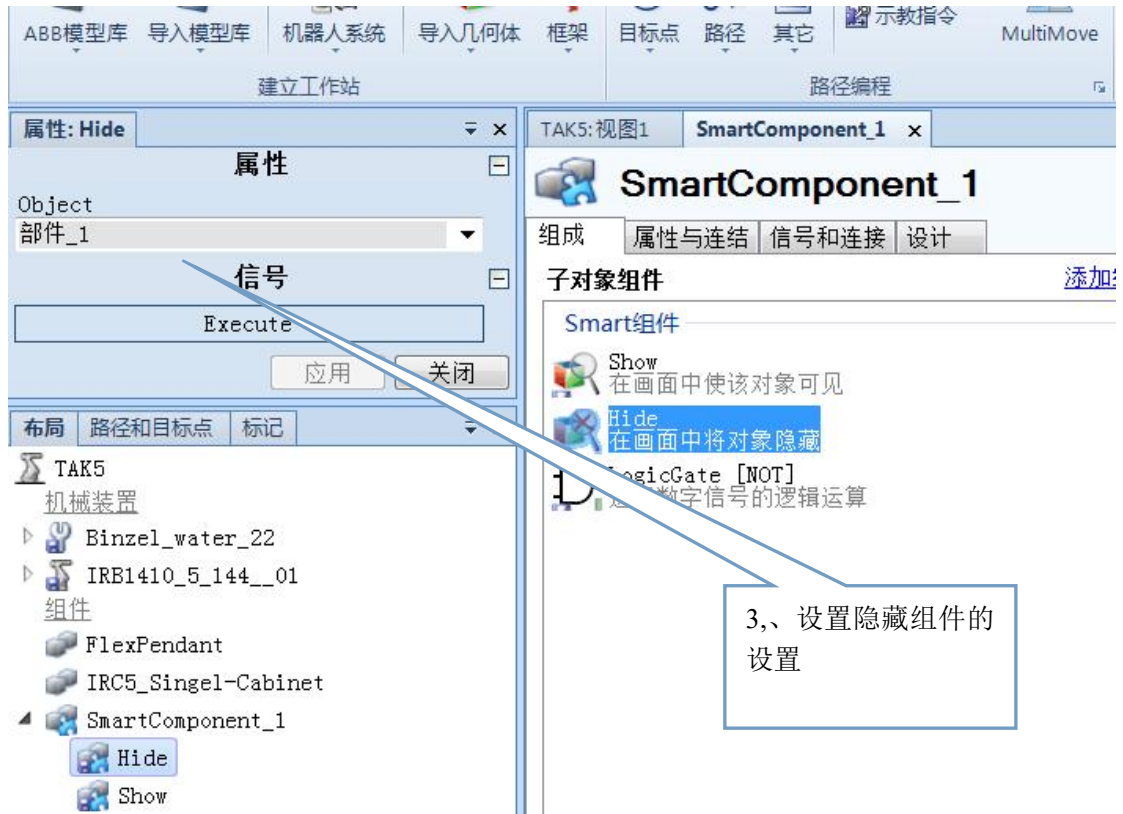 ABB模型库 导入模型库 机器人系统 导入几何体 框架 目标点 路径 其它 示教指令 MultiMove
建立工作站 路径编程
属性: Hide
属性
Object
部件_1
信号
Execute
应用 关闭
布局 路径和目标点 标记
TAK5
机械装置
Binzel_water_22
IRB1410_5_144__01
组件
FlexPendant
IRC5_Singel-Cabinet
SmartComponent_1
Hide
Show
TAK5:视图1 SmartComponent_1
SmartComponent_1
组成 属性与连结 信号和连接 设计
子对象组件 添加
Smart组件
Show
在画面中使该对象可见
Hide
在画面中将对象隐藏
LogicGate [NOT]
数字信号的逻辑运算
3,、设置隐藏组件的
设置